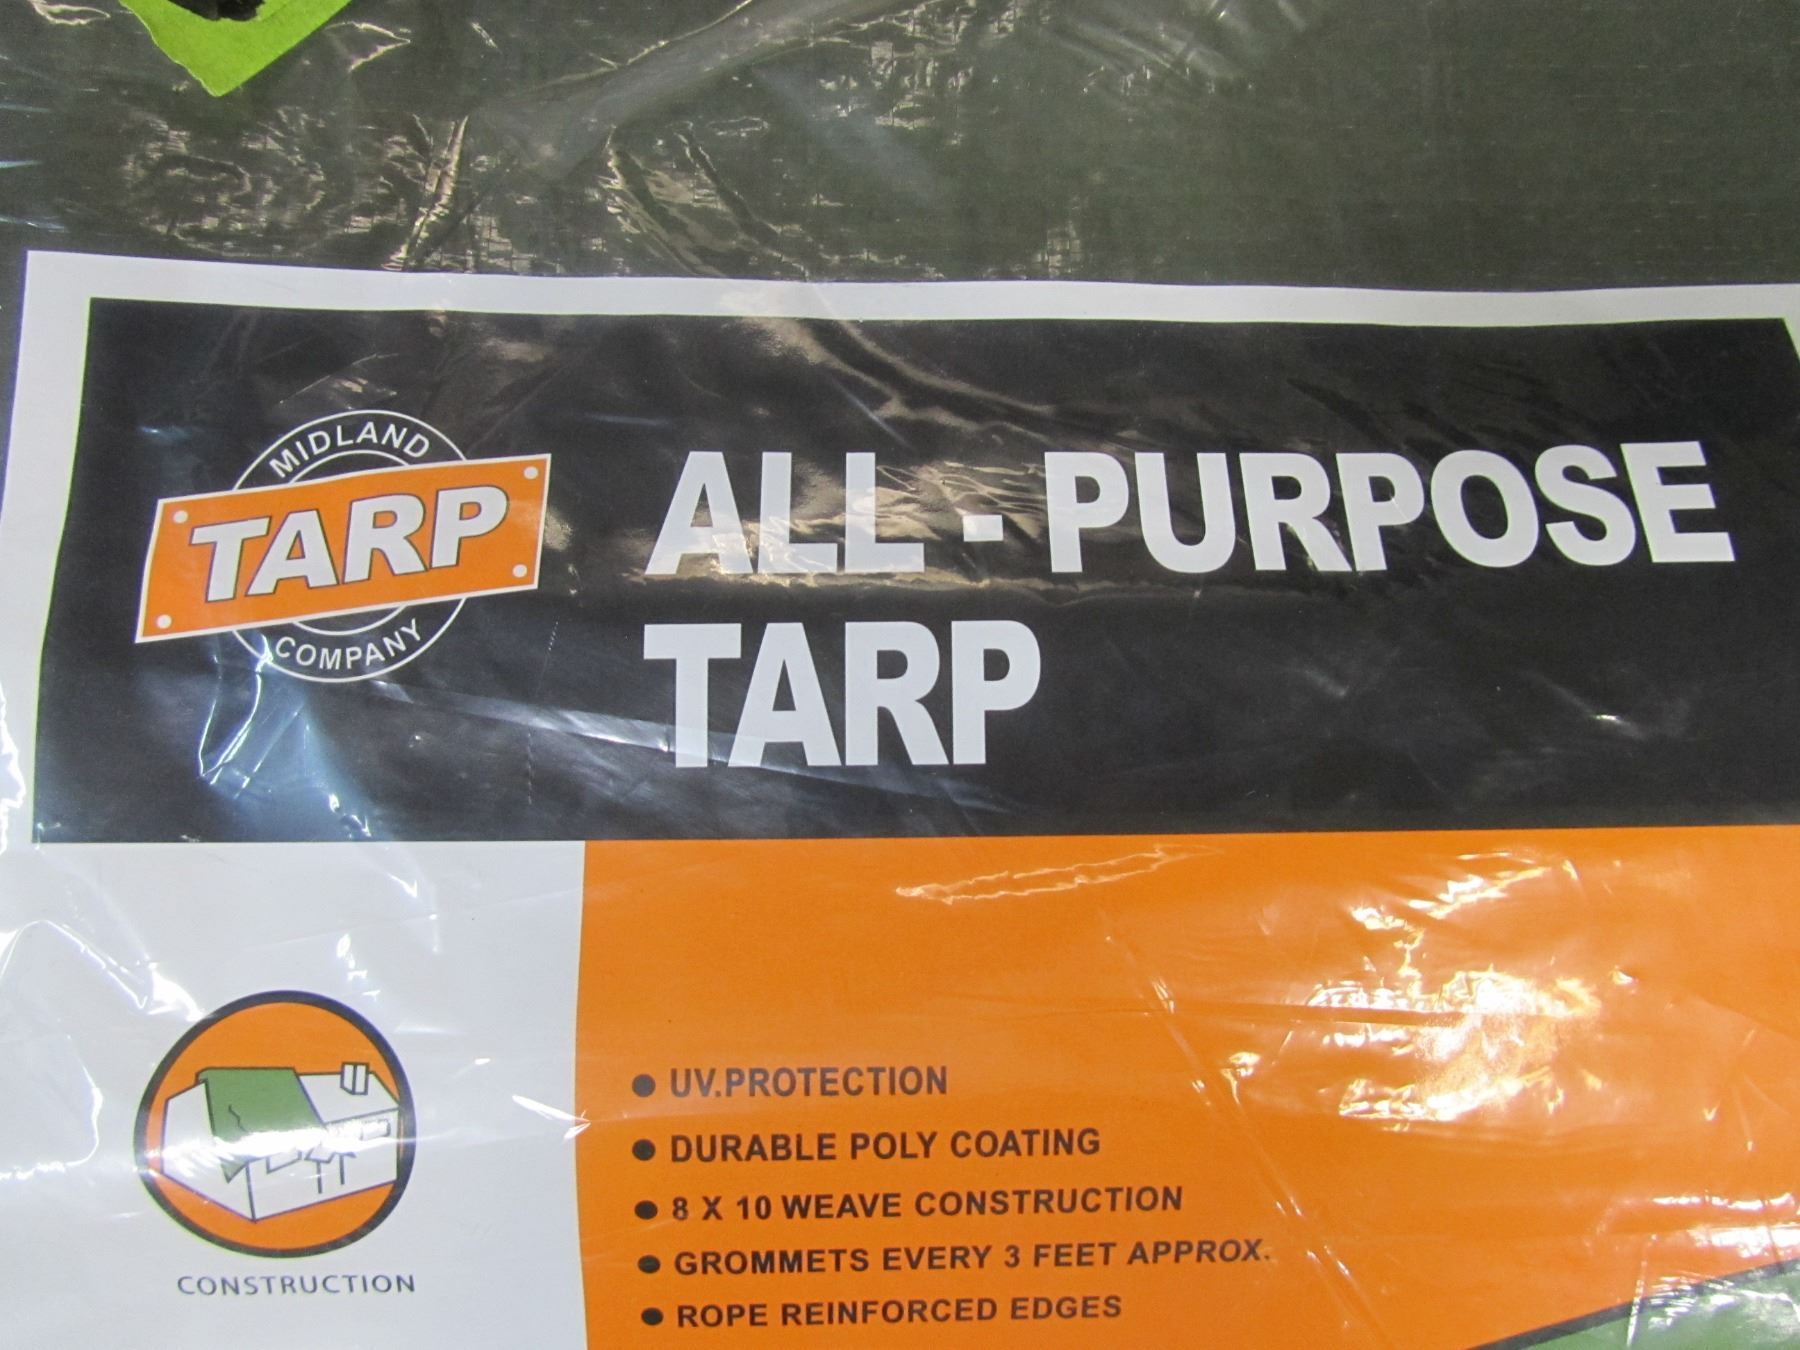 MIDLAND
TARP
COMPANY
ALL - PURPOSE
TARP
CONSTRUCTION
● UV.PROTECTION
● DURABLE POLY COATING
● 8 X 10 WEAVE CONSTRUCTION
● GROMMETS EVERY 3 FEET APPROX.
● ROPE REINFORCED EDGES